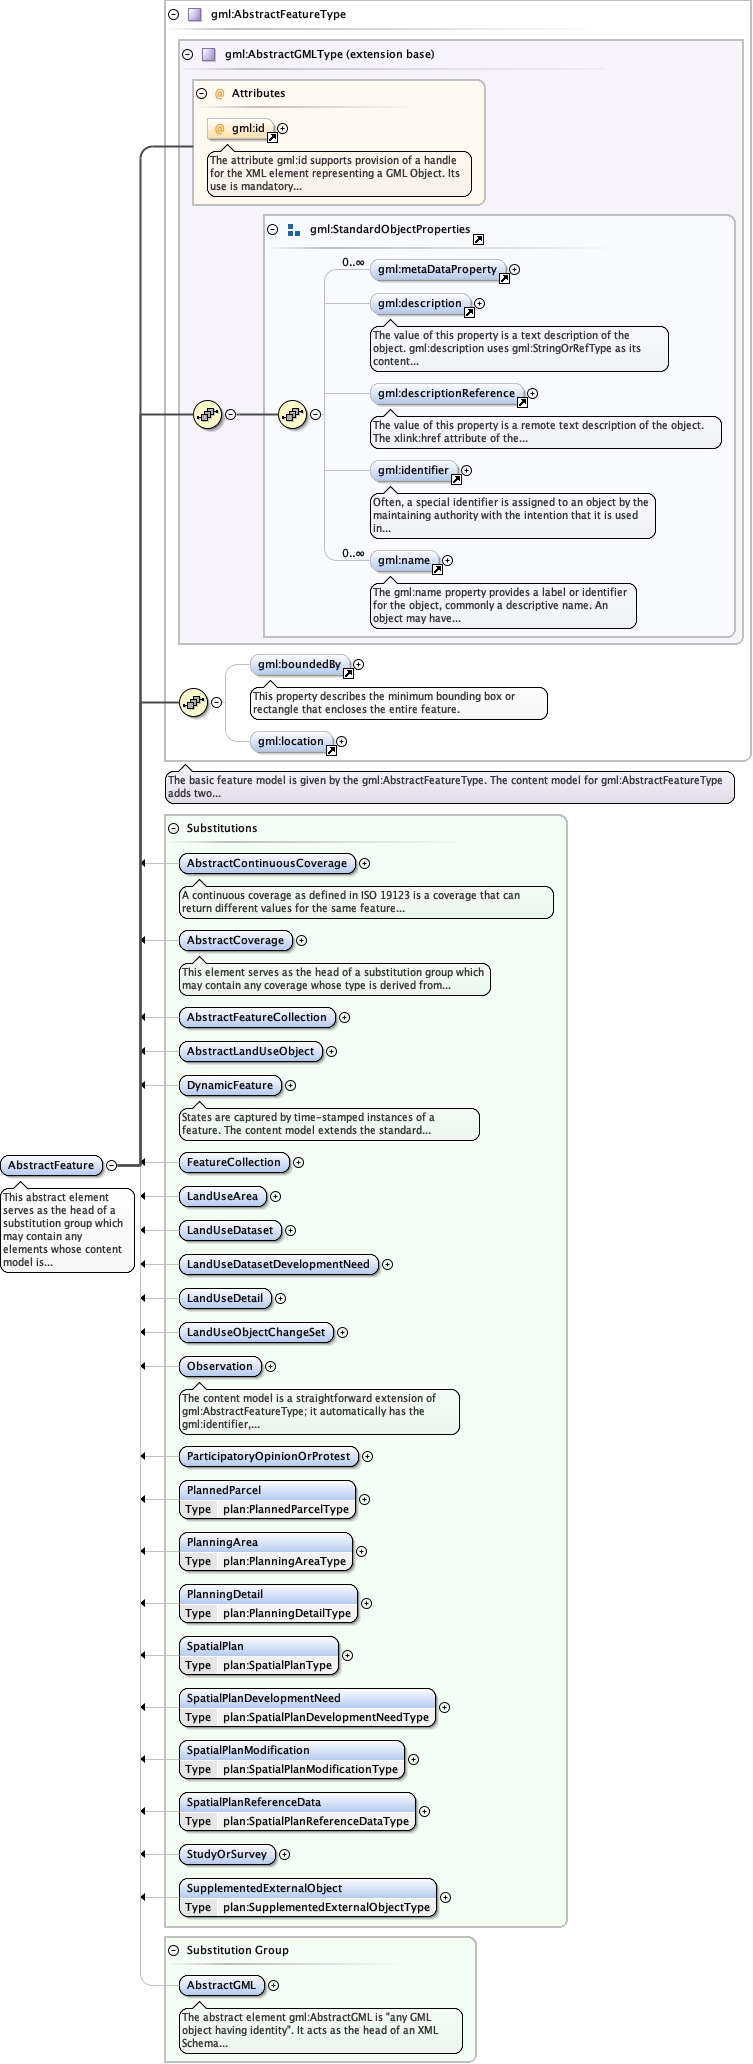 gml:AbstractFeatureType
gml:AbstractGMLType (extension base)
@ Attributes
@ gml:id
The attribute gml:id supports provision of a handle
for the XML element representing a GML Object. Its
use is mandatory...
gml:StandardObjectProperties
0..∞
gml:metaDataProperty
gml:description
The value of this property is a text description of the
object. gml:description uses gml:StringOrRefType as its
content...
gml:descriptionReference
The value of this property is a remote text description of the object.
The xlink:href attribute of the...
gml:identifier
Often, a special identifier is assigned to an object by the
maintaining authority with the intention that it is used
in...
0..∞
gml:name
The gml:name property provides a label or identifier
for the object, commonly a descriptive name. An
object may have...
gml:boundedBy
This property describes the minimum bounding box or
rectangle that encloses the entire feature.
gml:location
The basic feature model is given by the gml:AbstractFeatureType. The content model for gml:AbstractFeatureType
adds two...
Substitutions
AbstractContinuousCoverage
A continuous coverage as defined in ISO 19123 is a coverage that can
return different values for the same feature...
AbstractCoverage
This element serves as the head of a substitution group which
may contain any coverage whose type is derived from...
AbstractFeatureCollection
AbstractLandUseObject
DynamicFeature
States are captured by time-stamped instances of a
feature. The content model extends the standard...
AbstractFeature
This abstract element
serves as the head of a
substitution group which
may contain any
elements whose content
model is...
FeatureCollection
LandUseArea
LandUseDataset
LandUseDatasetDevelopmentNeed
LandUseDetail
LandUseObjectChangeSet
Observation
The content model is a straightforward extension of
gml:AbstractFeatureType; it automatically has the
gml:identifier,...
ParticipatoryOpinionOrProtest
PlannedParcel
Type plan:PlannedParcelType
PlanningArea
Type plan:PlanningAreaType
PlanningDetail
Type plan:PlanningDetailType
SpatialPlan
Type plan:SpatialPlanType
SpatialPlanDevelopmentNeed
Type plan:SpatialPlanDevelopmentNeedType
SpatialPlanModification
Type plan:SpatialPlanModificationType
SpatialPlanReferenceData
Type plan:SpatialPlanReferenceDataType
StudyOrSurvey
SupplementedExternalObject
Type plan:SupplementedExternalObjectType
Substitution Group
AbstractGML
The abstract element gml:AbstractGML is "any GML
object having identity". It acts as the head of an XML
Schema...